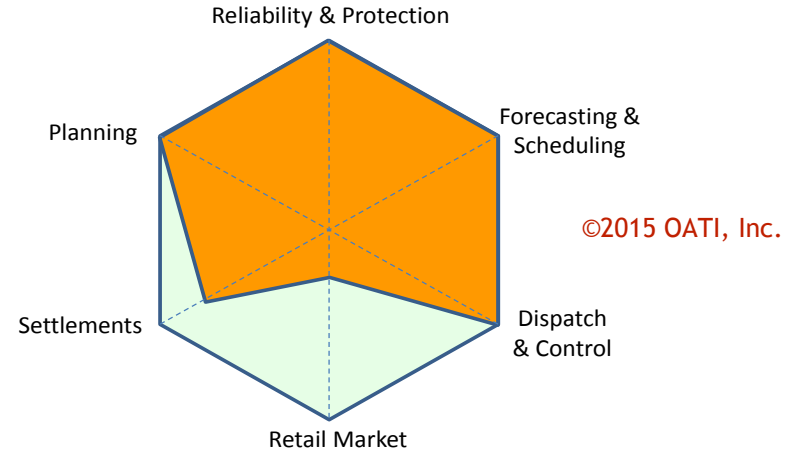 Reliability & Protection
Forecasting &
Scheduling
Planning
©2015 OATI, Inc.
Settlements
Dispatch
& Control
Retail Market